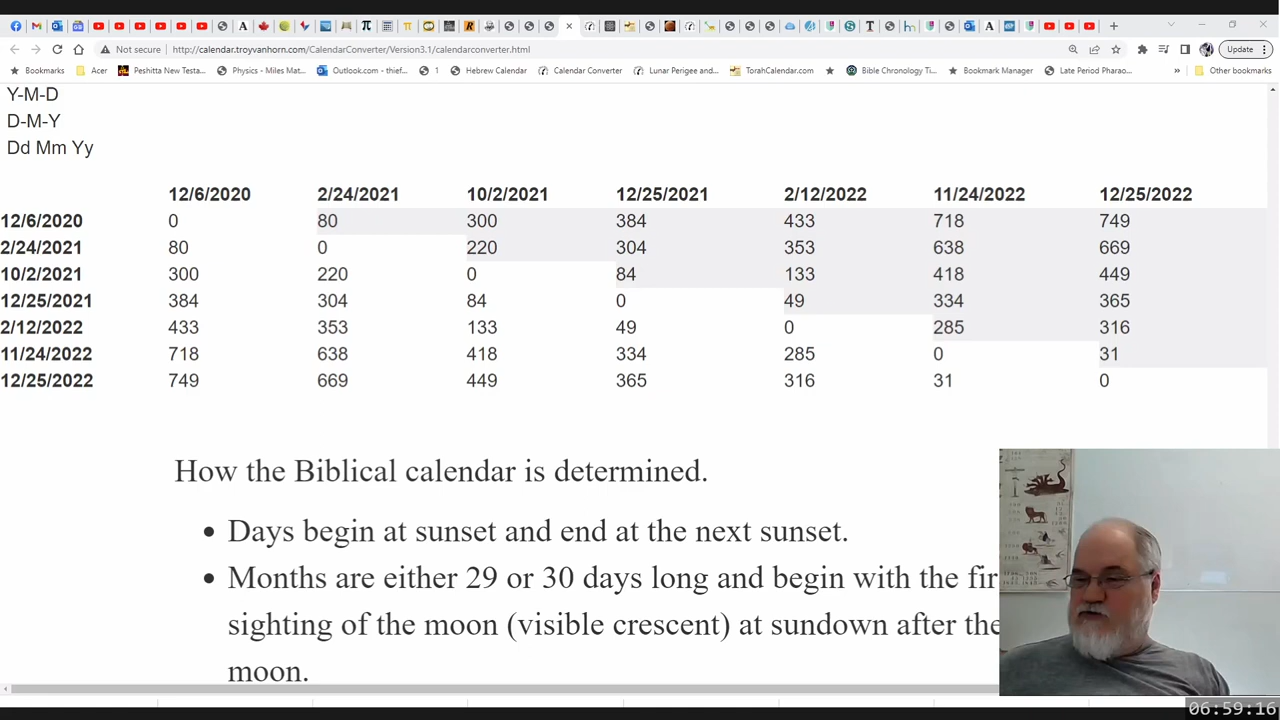 Not secure
http://calendar.troyvanhorn.com/CalendarConverter/Version3.1/calendarconverter.html
Update
Bookmarks
Acer
Peshitta New Testa...
Physics - Miles Mat...
Outlook.com - thief...
1
Hebrew Calendar
Calendar Converter
Lunar Perigee and...
TorahCalendar.com
Bible Chronology Ti...
Bookmark Manager
Late Period Pharao...
»
Other bookmarks
Y-M-D
D-M-Y
Dd Mm Yy
12/6/2020 2/24/2021 10/2/2021 12/25/2021 2/12/2022 11/24/2022 12/25/2022
12/6/2020 0 80 300 384 433 718 749
2/24/2021 80 0 220 304 353 638 669
10/2/2021 300 220 0 84 133 418 449
12/25/2021 384 304 84 0 49 334 365
2/12/2022 433 353 133 49 0 285 316
11/24/2022 718 638 418 334 285 0 31
12/25/2022 749 669 449 365 316 31 0
How the Biblical calendar is determined.
• Days begin at sunset and end at the next sunset.
• Months are either 29 or 30 days long and begin with the fir
sighting of the moon (visible crescent) at sundown after the
moon.
06:59:16